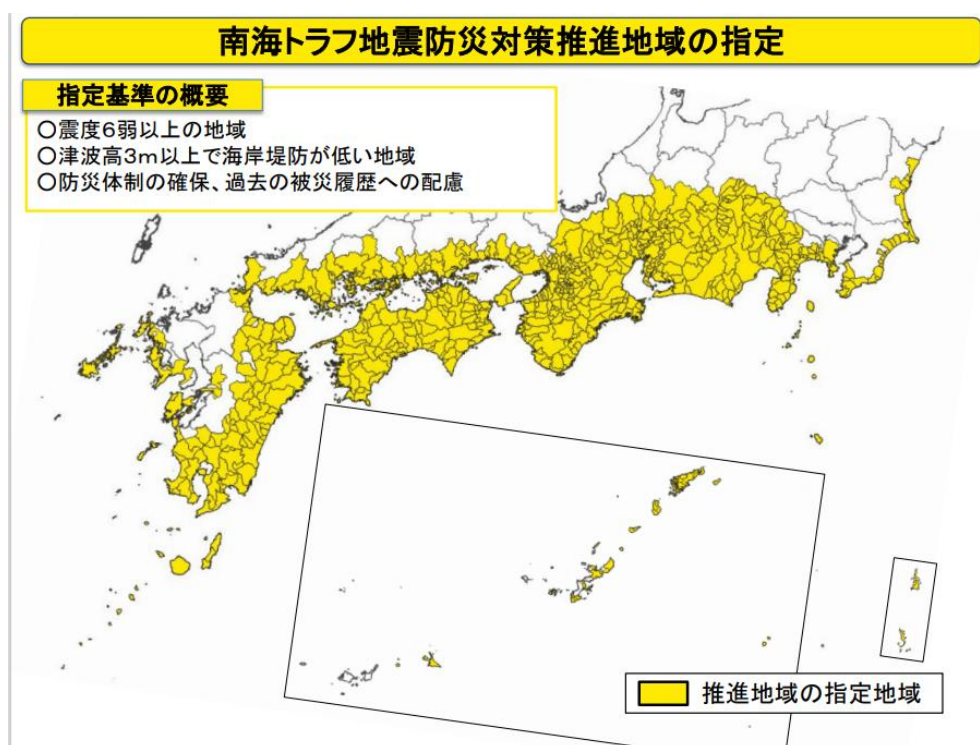 南海トラフ地震防災対策推進地域の指定
指定基準の概要
○震度6弱以上の地域
○津波高3m以上で海岸堤防が低い地域
○防災体制の確保、過去の被災履歴への配慮
推進地域の指定地域